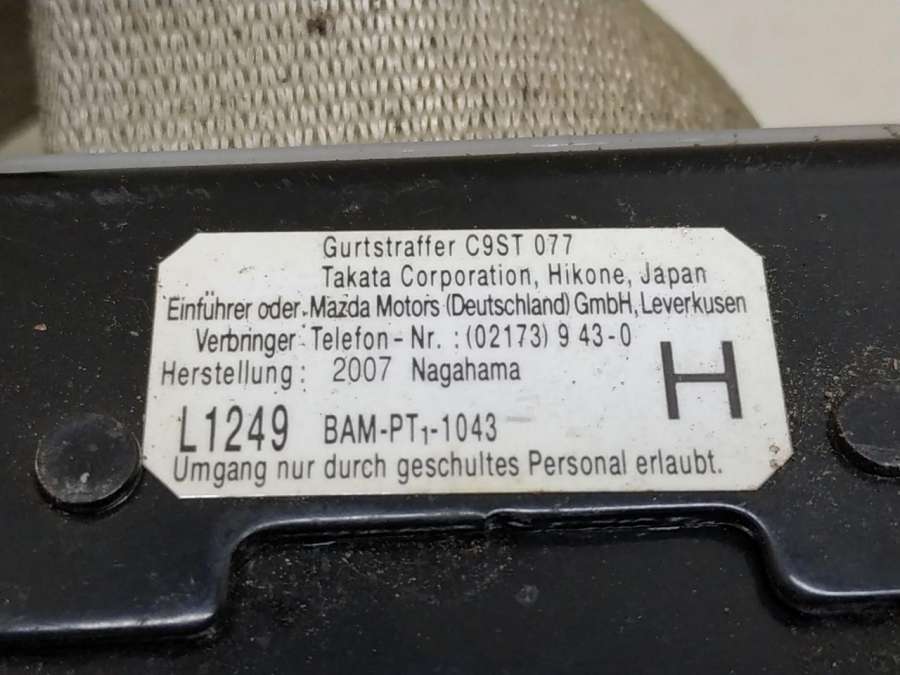 Gurtstraffer C9ST 077
Takata Corporation, Hikone, Japan
Einführer oder Mazda Motors (Deutschland) GmbH, Leverkusen
Verbringer Telefon-Nr.: (02173) 9 43-0
Herstellung: 2007 Nagahama
H
L1249 BAM-PT₁-1043
Umgang nur durch geschultes Personal erlaubt.